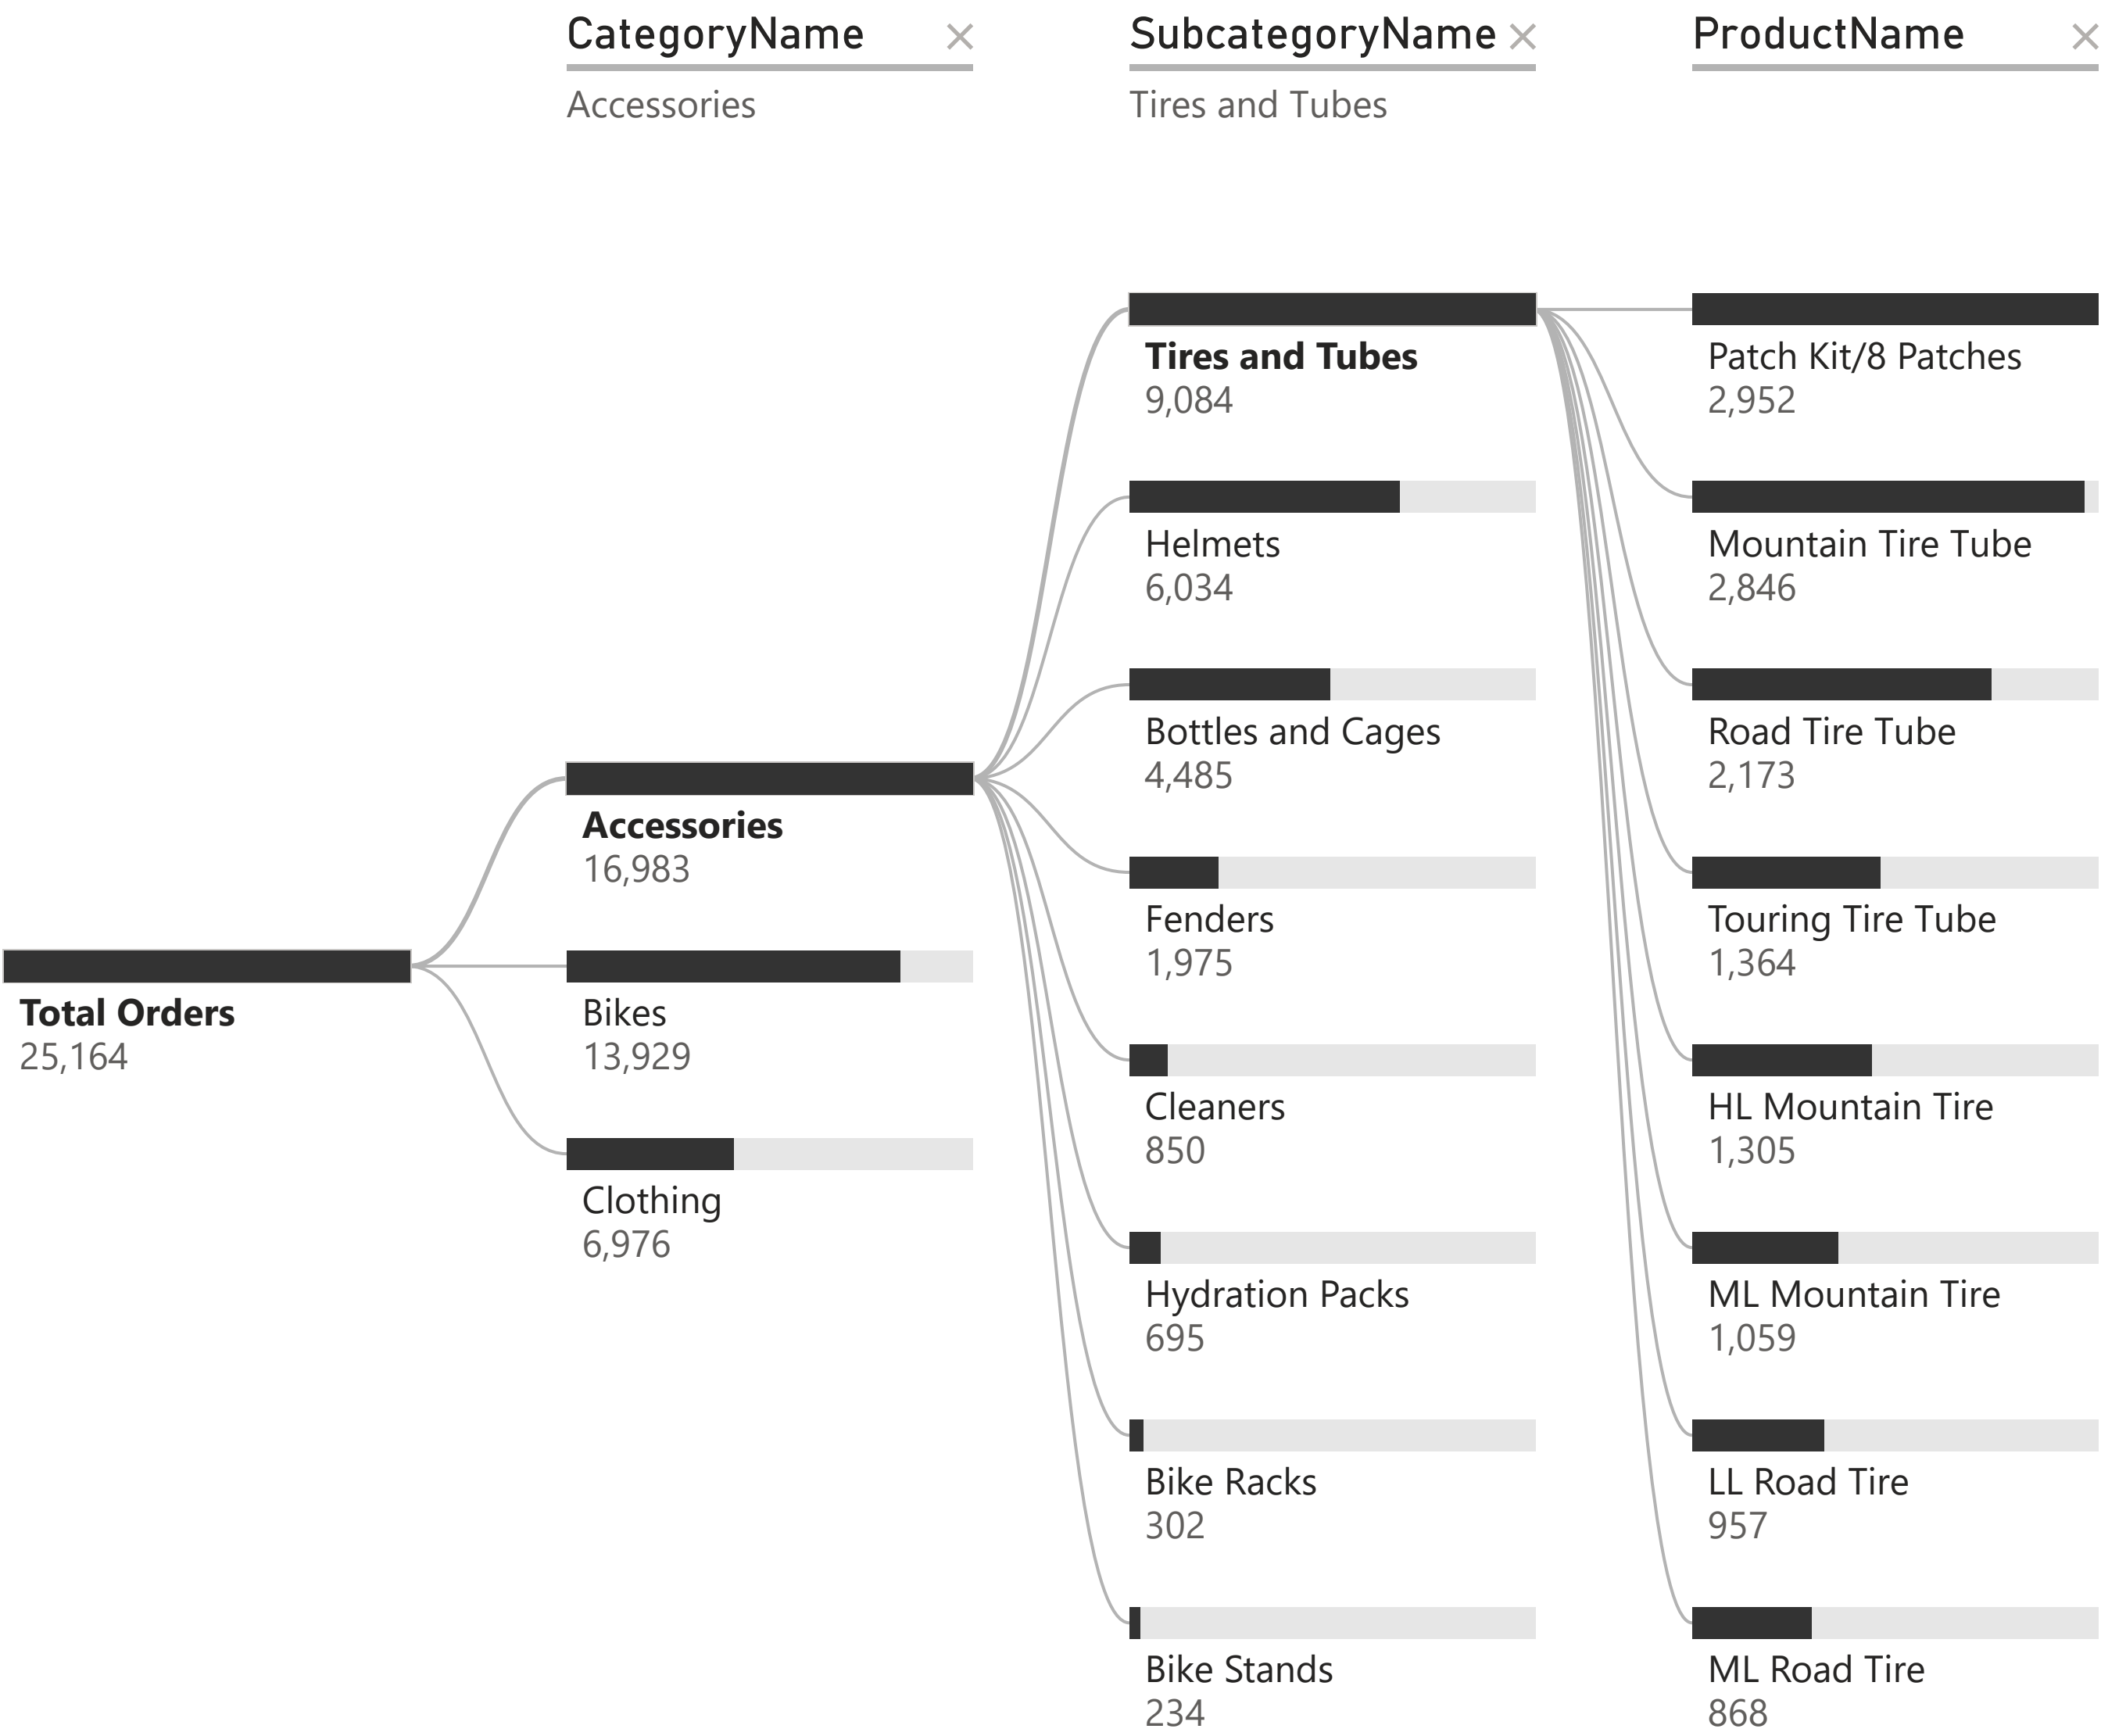 CategoryName
SubcategoryName
ProductName
Accessories
Tires and Tubes
Total Orders
25,164
Accessories
16,983
Bikes
13,929
Clothing
6,976
Tires and Tubes
9,084
Helmets
6,034
Bottles and Cages
4,485
Fenders
1,975
Cleaners
850
Hydration Packs
695
Bike Racks
302
Bike Stands
234
Patch Kit/8 Patches
2,952
Mountain Tire Tube
2,846
Road Tire Tube
2,173
Touring Tire Tube
1,364
HL Mountain Tire
1,305
ML Mountain Tire
1,059
LL Road Tire
957
ML Road Tire
868